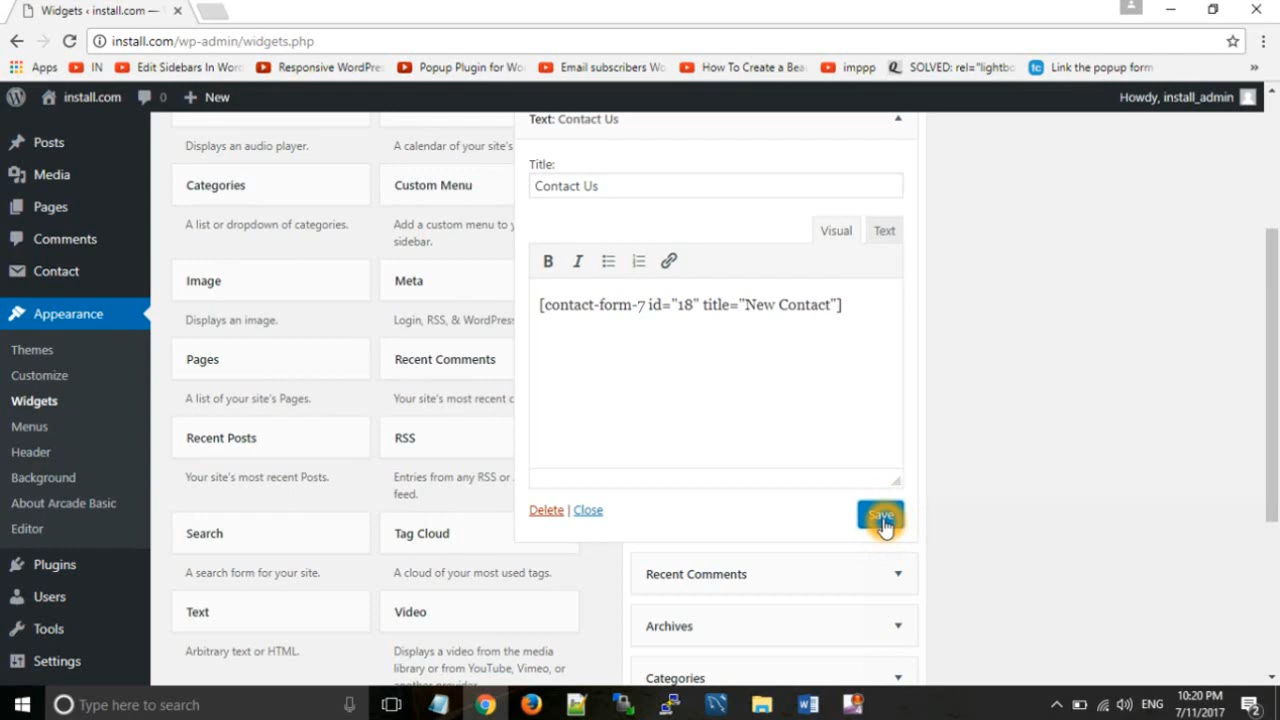 Widgets ‹ install.com —
install.com/wp-admin/widgets.php
Apps
IN
Edit Sidebars In Word
Responsive WordPre
Popup Plugin for Wo
Email subscribers Wo
How To Create a Bea
imppp
SOLVED: rel="lightbo
Link the popup form
»
install.com
0
New
Howdy, install_admin
Posts
Media
Pages
Comments
Contact
Appearance
Themes
Customize
Widgets
Menus
Header
Background
About Arcade Basic
Editor
Plugins
Users
Tools
Settings
Displays an audio player.
Categories
A list or dropdown of categories.
Image
Displays an image.
Pages
A list of your site's Pages.
Recent Posts
Your site's most recent Posts.
Search
A search form for your site.
Text
Arbitrary text or HTML.
A calendar of your site's
Custom Menu
Add a custom menu to y
sidebar.
Meta
Login, RSS, & WordPress
Recent Comments
Your site's most recent c
RSS
Entries from any RSS or
feed.
Tag Cloud
A cloud of your most used tags.
Video
Displays a video from the media
library or from YouTube, Vimeo, or
another provider.
Text: Contact Us
Title:
Contact Us
Visual
Text
B I
[contact-form-7 id="18" title="New Contact"]
Delete | Close
Save
Recent Comments
Archives
Categories
Type here to search
ENG
10:20 PM
7/11/2017
2